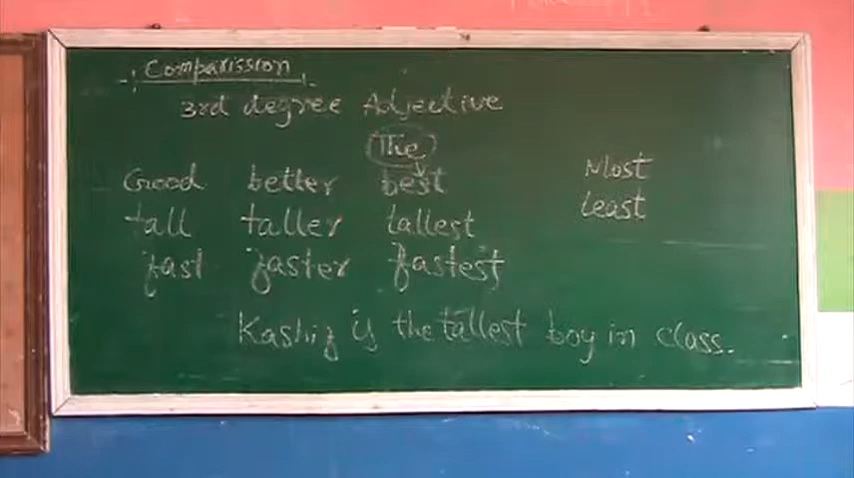 Comparission
3rd degree Adjective
The
Good better best
tall taller tallest
fast faster fastest
Most
least
Kashif is the tallest boy in class.